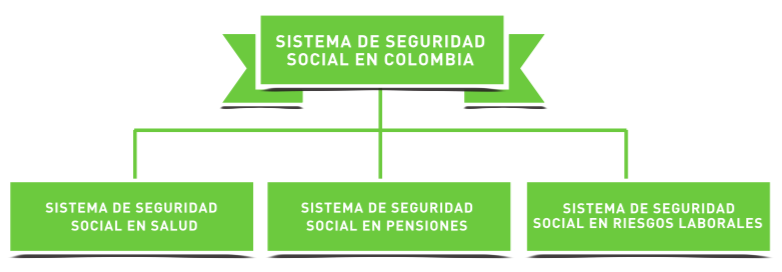 SISTEMA DE SEGURIDAD
SOCIAL EN COLOMBIA
SISTEMA DE SEGURIDAD
SOCIAL EN SALUD
SISTEMA DE SEGURIDAD
SOCIAL EN PENSIONES
SISTEMA DE SEGURIDAD
SOCIAL EN RIESGOS LABORALES